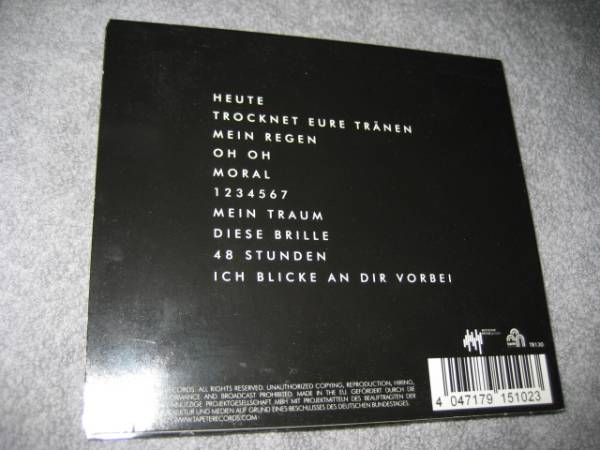 HEUTE
TROCKNET EURE TRÄNEN
MEIN REGEN
OH OH
MORAL
1234567
MEIN TRAUM
DIESE BRILLE
48 STUNDEN
ICH BLICKE AN DIR VORBEI
TR130
RECORDS. ALL RIGHTS RESERVED. UNAUTHORIZED COPYING, REPRODUCTION, HIRING,
ORMANCE AND BROADCAST PROHIBITED. MADE IN THE EU. GEFÖRDERT DURCH DIE
PROJEKTGESELLSCHAFT MBH MIT PROJEKTMITTELN DES BEAUFTRAGTEN DER
KULTUR UND MEDIEN AUF GRUND EINES BESCHLUSSES DES DEUTSCHEN BUNDESTAGES.
TAPETERECORDS.COM
4 047179 151023